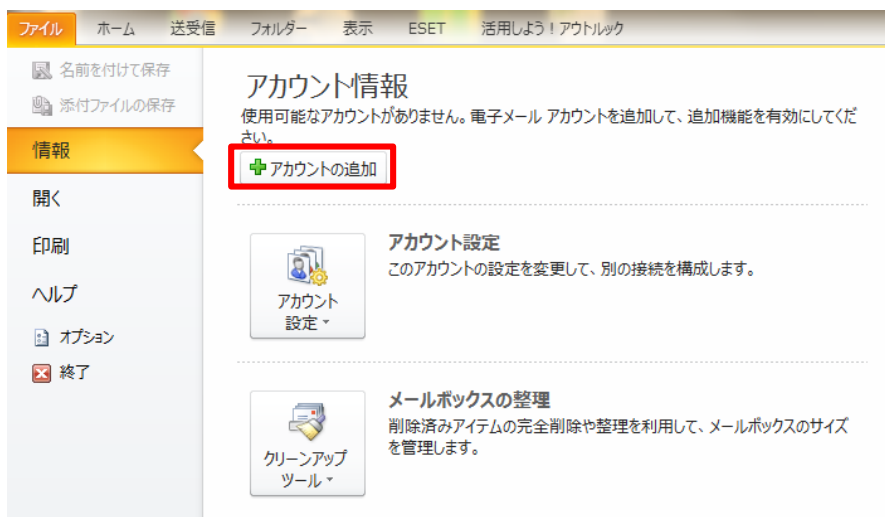 ファイル ホーム 送受信 フォルダー 表示 ESET 活用しよう！アウトルック
名前を付けて保存
添付ファイルの保存
情報
開く
印刷
ヘルプ
オプション
終了
アカウント情報
使用可能なアカウントがありません。電子メール アカウントを追加して、追加機能を有効にしてくだ
さい。
アカウントの追加
アカウント
設定
アカウント設定
このアカウントの設定を変更して、別の接続を構成します。
クリーンアップ
ツール
メールボックスの整理
削除済みアイテムの完全削除や整理を利用して、メールボックスのサイズ
を管理します。